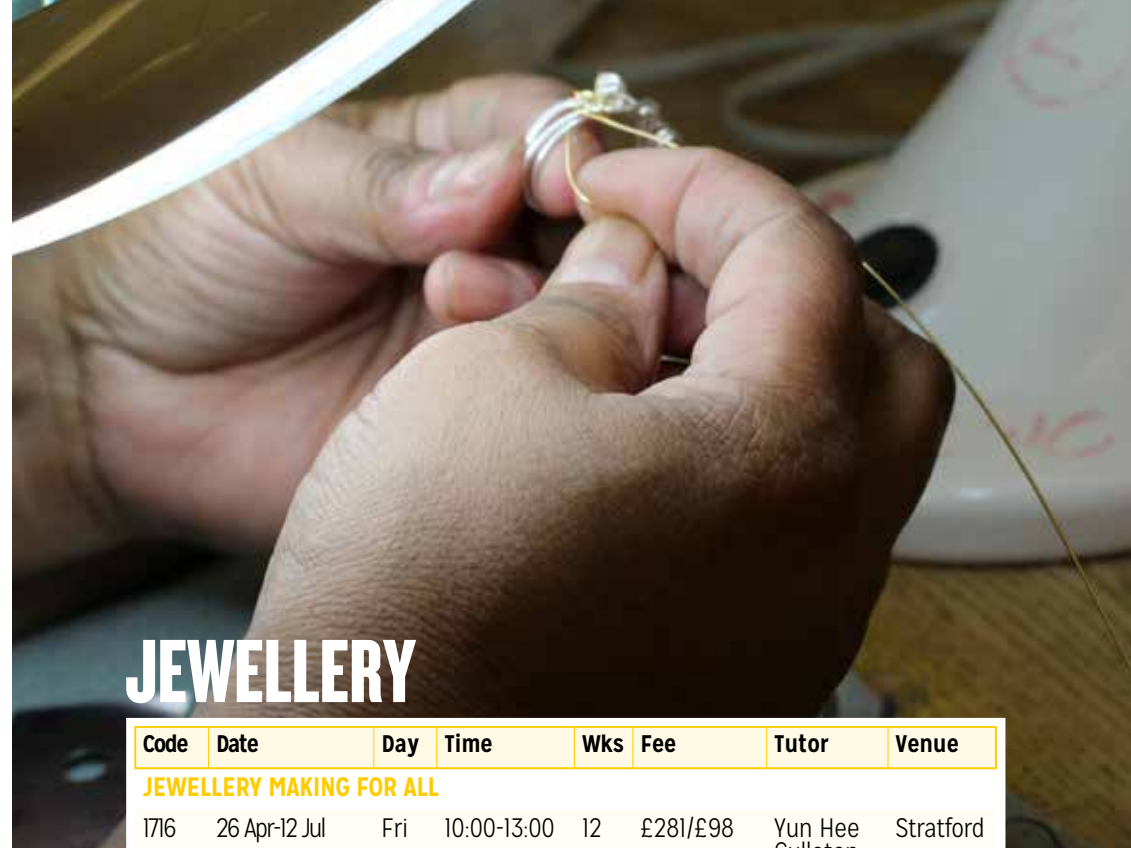 JEWELLERY
Code Date Day Time Wks Fee Tutor Venue
JEWELLERY MAKING FOR ALL
1716 26 Apr-12 Jul Fri 10:00-13:00 12 £281/£98 Yun Hee Stratford